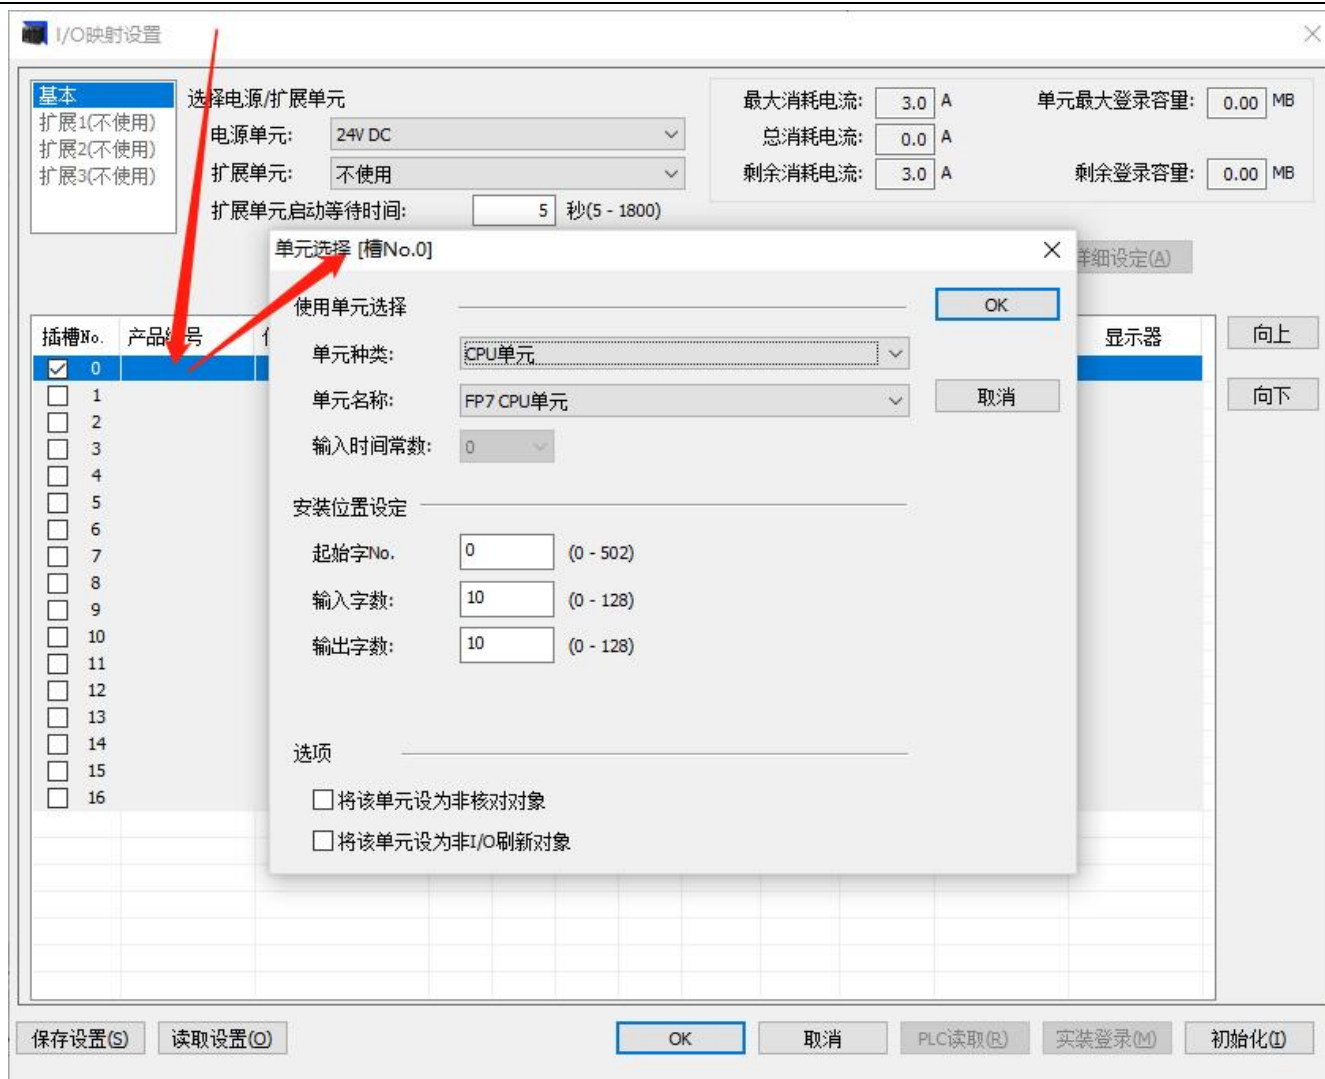 I/O映射设置
基本
扩展1(不使用)
扩展2(不使用)
扩展3(不使用)
选择电源/扩展单元
电源单元: 24V DC
扩展单元: 不使用
扩展单元启动等待时间: 5 秒(5 - 1800)
最大消耗电流: 3.0 A
总消耗电流: 0.0 A
剩余消耗电流: 3.0 A
单元最大登录容量: 0.00 MB
剩余登录容量: 0.00 MB
详细设定(A)
插槽No. 产品编号 显示器
0
1
2
3
4
5
6
7
8
9
10
11
12
13
14
15
16
向上
向下
单元选择 [槽No.0]
使用单元选择
单元种类: CPU单元
单元名称: FP7 CPU单元
输入时间常数: 0
OK
取消
安装位置设定
起始字No. 0 (0 - 502)
输入字数: 10 (0 - 128)
输出字数: 10 (0 - 128)
选项
将该单元设为非核对对象
将该单元设为非I/O刷新对象
保存设置(S) 读取设置(O) OK 取消 PLC读取(R) 实装登录(M) 初始化(I)